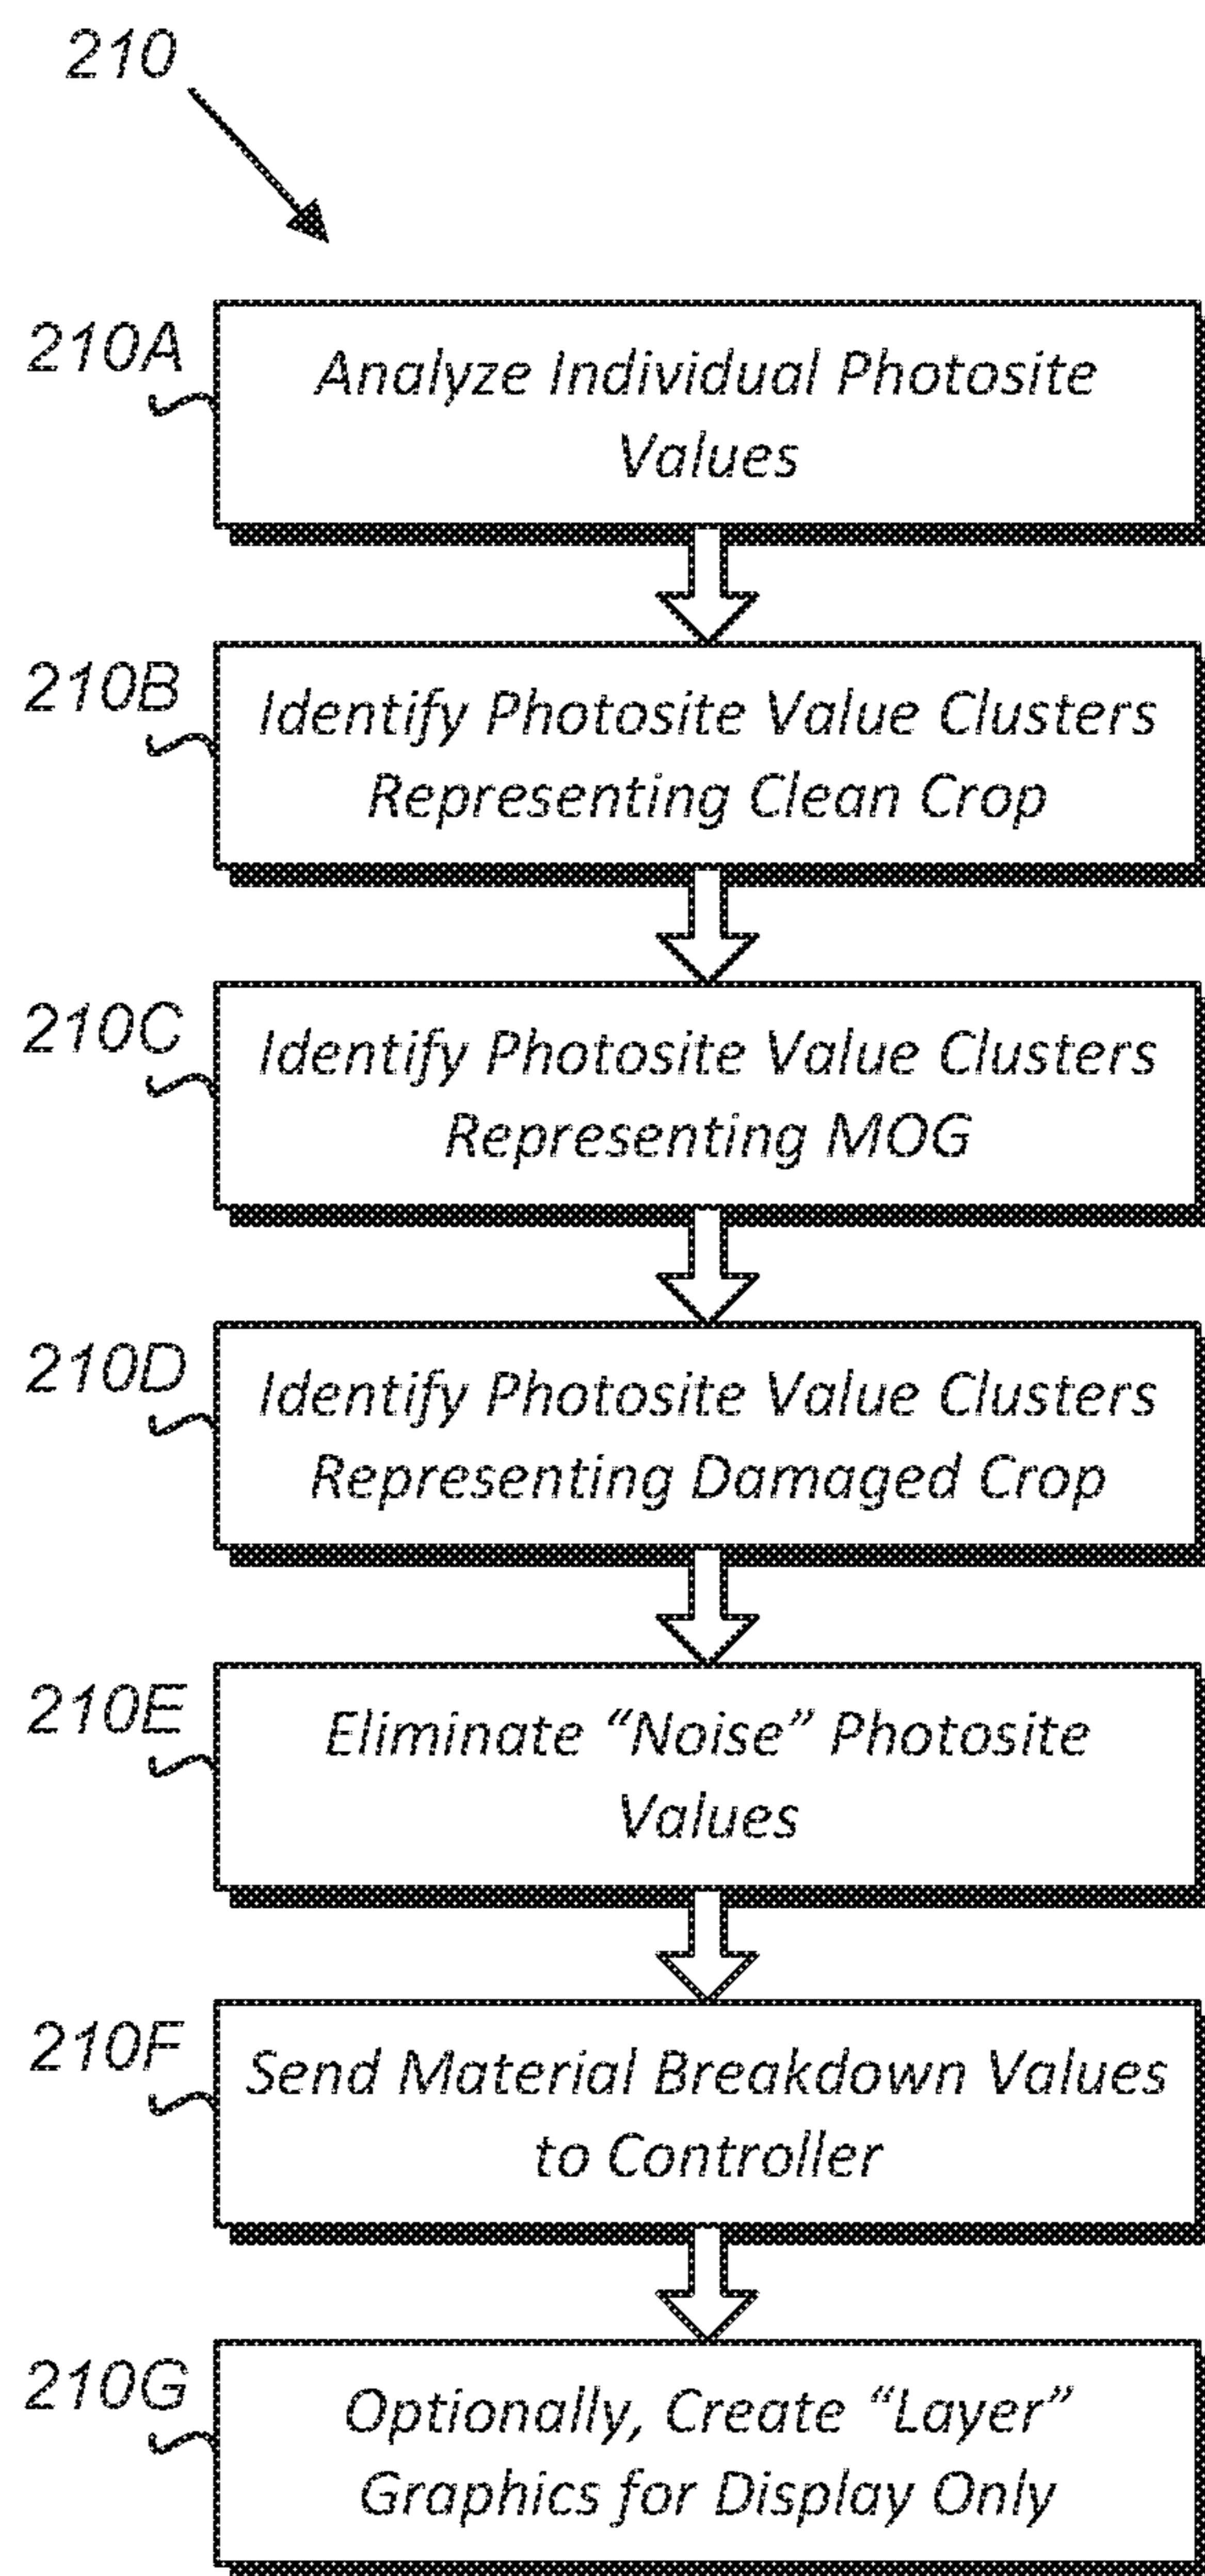 210
210A
Analyze Individual Photosite
Values
210B
Identify Photosite Value Clusters
Representing Clean Crop
210C
Identify Photosite Value Clusters
Representing MOG
210D
Identify Photosite Value Clusters
Representing Damaged Crop
210E
Eliminate “Noise” Photosite
Values
210F
Send Material Breakdown Values
to Controller
210G
Optionally, Create “Layer”
Graphics for Display Only